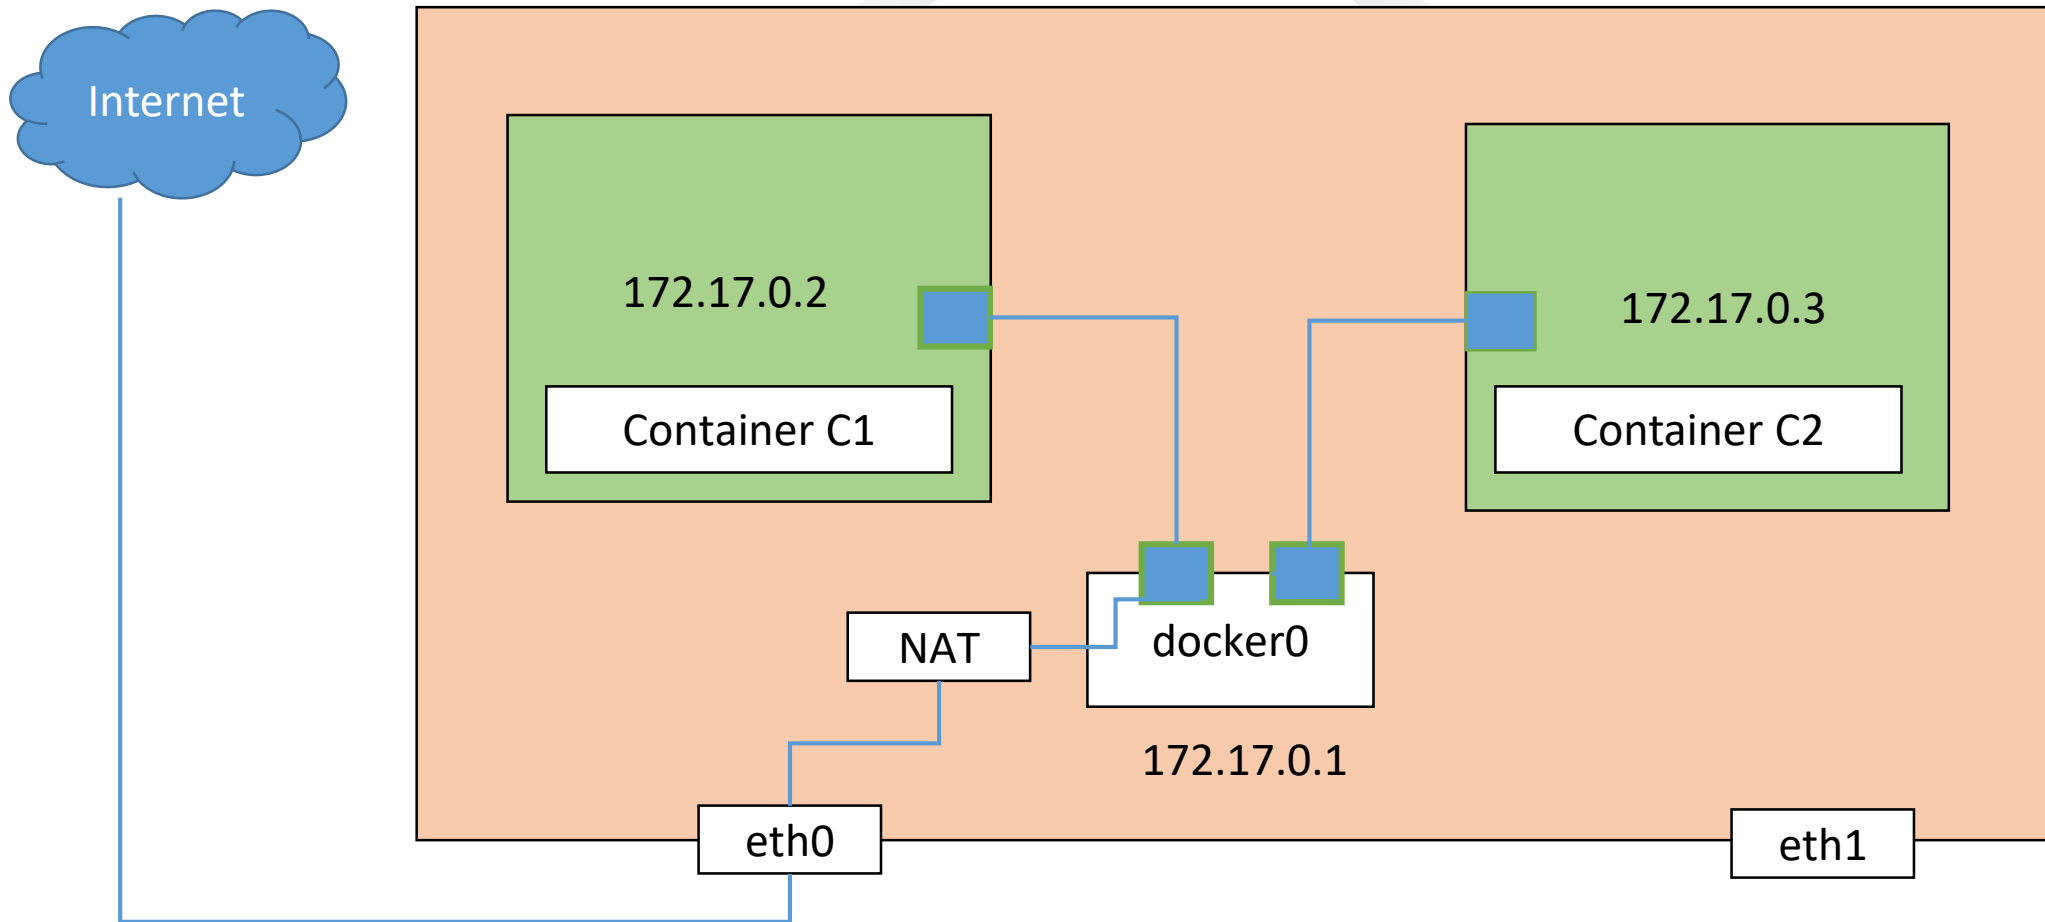 Internet
172.17.0.2
172.17.0.3
Container C1
Container C2
NAT
docker0
172.17.0.1
eth0
eth1